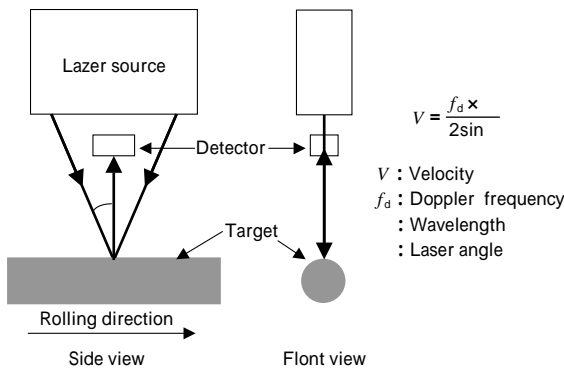 Lazer source
Detector
Target
Rolling direction
Side view
Flont view
V = fd ×
2sin
V : Velocity
fd : Doppler frequency
: Wavelength
: Laser angle